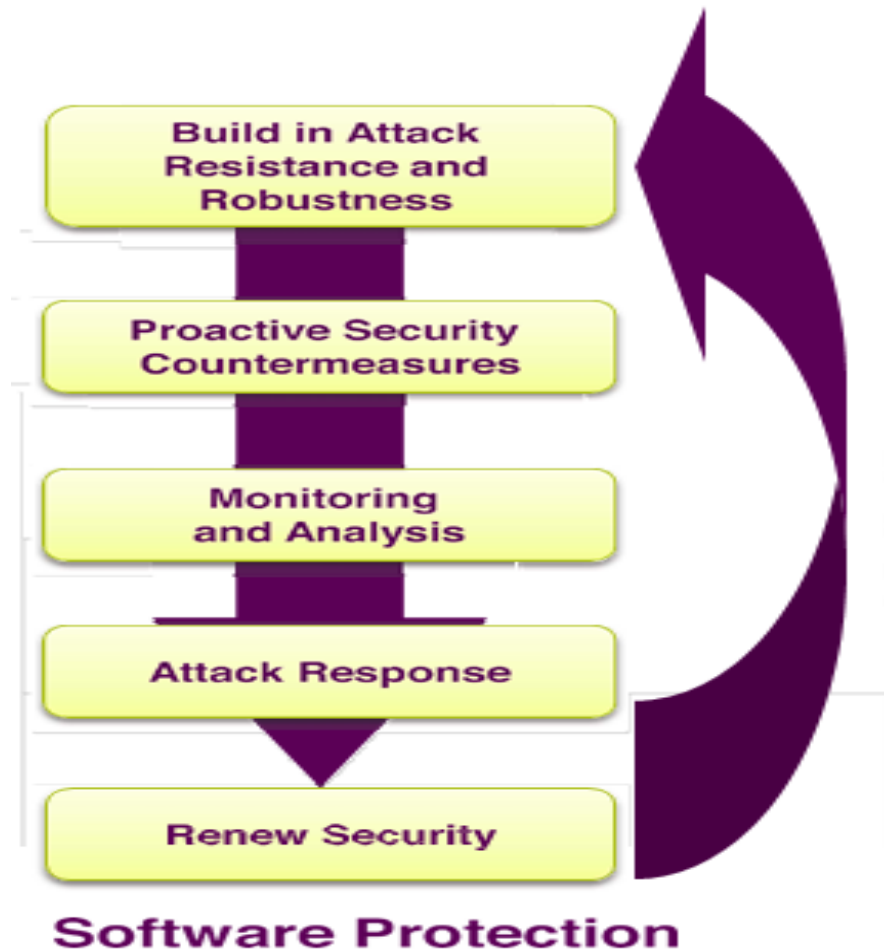 Build in Attack
Resistance and
Robustness
Proactive Security
Countermeasures
Monitoring
and Analysis
Attack Response
Renew Security
Software Protection